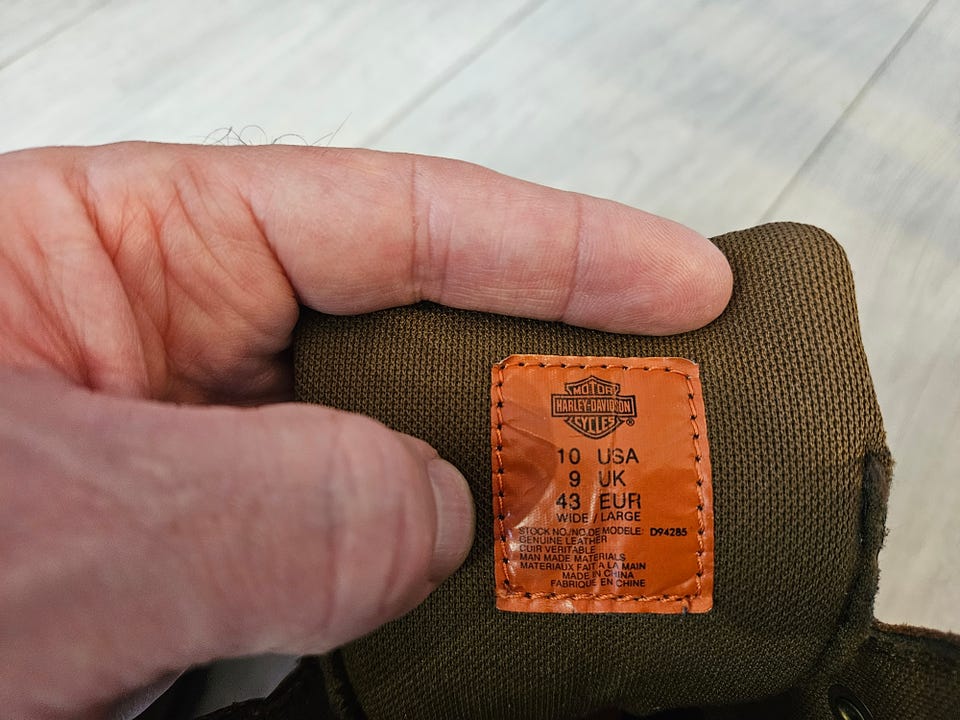 MOTOR
HARLEY-DAVIDSON
CYCLES
®
10 USA
9 UK
43 EUR
WIDE / LARGE
STOCK NO./NO.DE MODELE: D94285
GENUINE LEATHER
CUIR VERITABLE
MAN MADE MATERIALS
MATERIAUX FAIT A LA MAIN
MADE IN CHINA
FABRIQUE EN CHINE